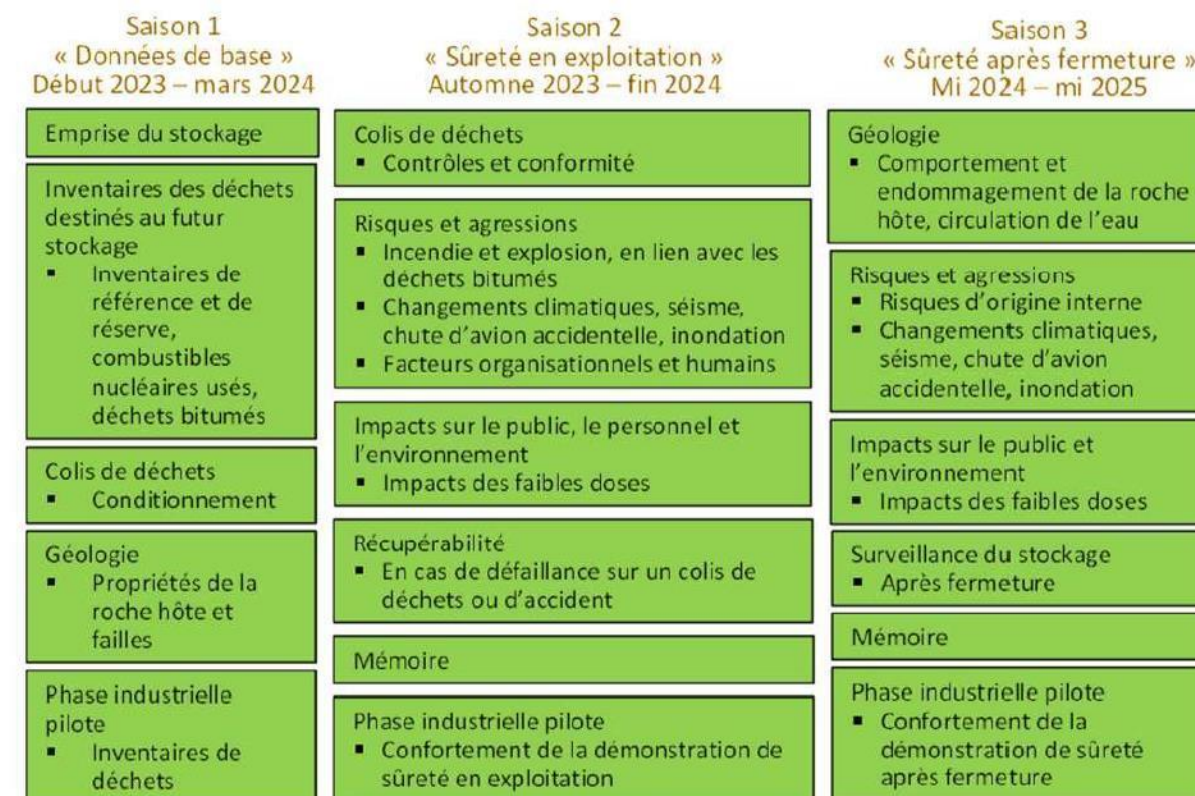 Saison 1
« Données de base »
Début 2023 – mars 2024
Emprise du stockage
Inventaires des déchets
destinés au futur
stockage
▪ Inventaires de
référence et de
réserve,
combustibles
nucléaires usés,
déchets bitumés
Colis de déchets
▪ Conditionnement
Géologie
▪ Propriétés de la
roche hôte et
failles
Phase industrielle
pilote
▪ Inventaires de
déchets
Saison 2
« Sûreté en exploitation »
Automne 2023 – fin 2024
Colis de déchets
▪ Contrôles et conformité
Risques et agressions
▪ Incendie et explosion, en lien avec les
déchets bitumés
▪ Changements climatiques, séisme,
chute d'avion accidentelle, inondation
▪ Facteurs organisationnels et humains
Impacts sur le public, le personnel et
l'environnement
▪ Impacts des faibles doses
Récupérabilité
▪ En cas de défaillance sur un colis de
déchets ou d'accident
Mémoire
Phase industrielle pilote
▪ Confortement de la démonstration de
sûreté en exploitation
Saison 3
« Sûreté après fermeture »
Mi 2024 – mi 2025
Géologie
▪ Comportement et
endommagement de la roche
hôte, circulation de l'eau
Risques et agressions
▪ Risques d'origine interne
▪ Changements climatiques,
séisme, chute d'avion
accidentelle, inondation
Impacts sur le public et
l'environnement
▪ Impacts des faibles doses
Surveillance du stockage
▪ Après fermeture
Mémoire
Phase industrielle pilote
▪ Confortement de la
démonstration de sûreté
après fermeture